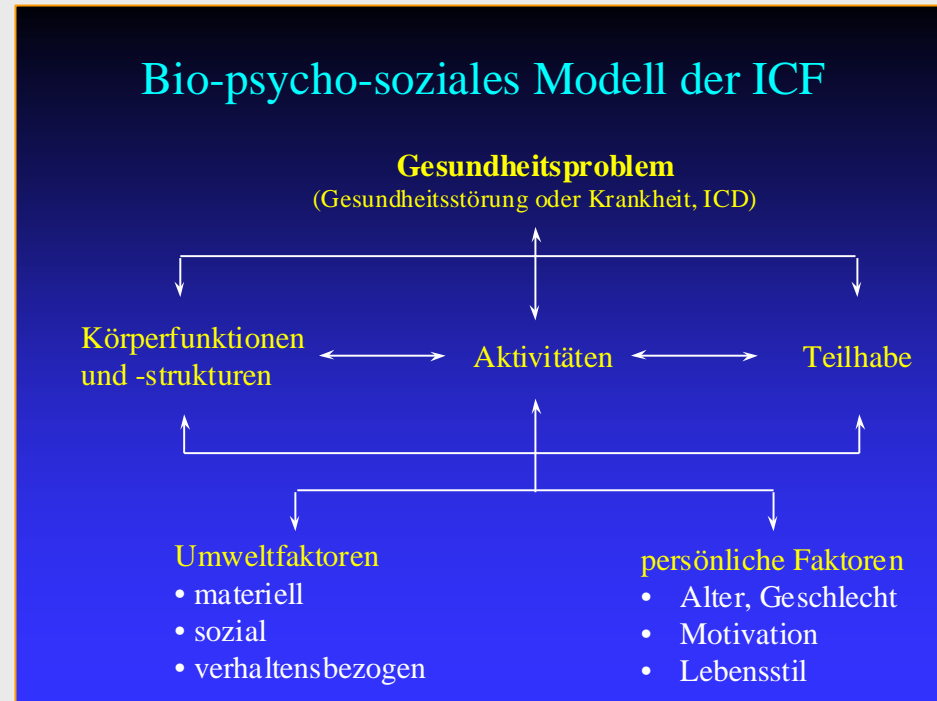 Bio-psycho-soziales Modell der ICF
Gesundheitsproblem
(Gesundheitsstörung oder Krankheit, ICD)
Körperfunktionen
und -strukturen
Aktivitäten
Teilhabe
Umweltfaktoren
• materiell
• sozial
• verhaltensbezogen
persönliche Faktoren
• Alter, Geschlecht
• Motivation
• Lebensstil